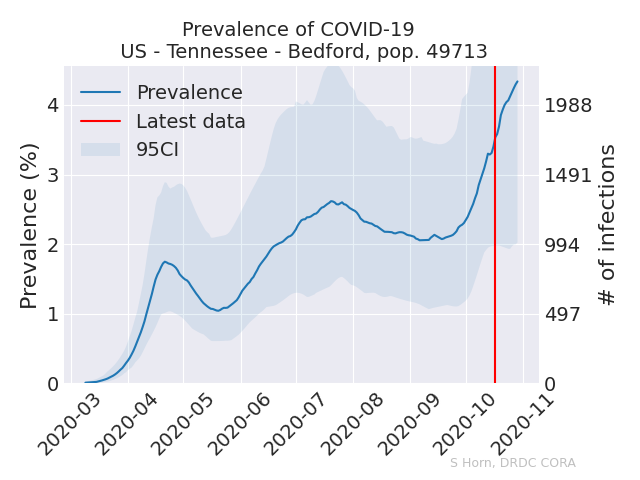 Prevalence of COVID-19
US - Tennessee - Bedford, pop. 49713
Prevalence
Latest data
95CI
Prevalence (%)
4
3
2
1
0
1988
1491
994
497
0
# of infections
2020-03
2020-04
2020-05
2020-06
2020-07
2020-08
2020-09
2020-10
2020-11
S Horn, DRDC CORA